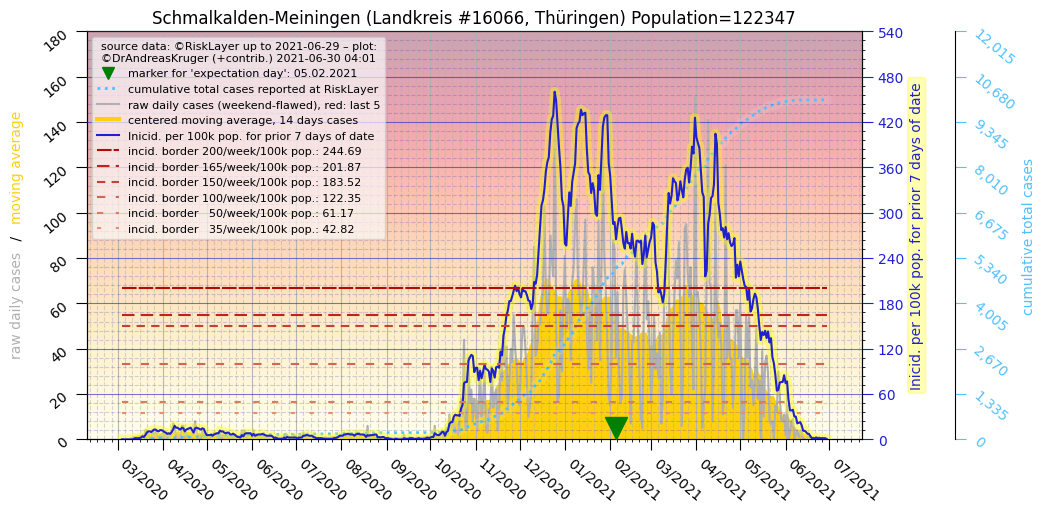 Schmalkalden-Meiningen (Landkreis #16066, Thüringen) Population=122347
source data: ©RiskLayer up to 2021-06-29 – plot:
©DrAndreasKruger (+contrib.) 2021-06-30 04:01
marker for 'expectation day': 05.02.2021
cumulative total cases reported at RiskLayer
raw daily cases (weekend-flawed), red: last 5
centered moving average, 14 days cases
Inicid. per 100k pop. for prior 7 days of date
incid. border 200/week/100k pop.: 244.69
incid. border 165/week/100k pop.: 201.87
incid. border 150/week/100k pop.: 183.52
incid. border 100/week/100k pop.: 122.35
incid. border 50/week/100k pop.: 61.17
incid. border 35/week/100k pop.: 42.82
raw daily cases / moving average
180
160
140
120
100
80
60
40
20
0
03/2020
04/2020
05/2020
06/2020
07/2020
08/2020
09/2020
10/2020
11/2020
12/2020
01/2021
02/2021
03/2021
04/2021
05/2021
06/2021
07/2021
540
480
420
360
300
240
180
120
60
0
Inicid. per 100k pop. for prior 7 days of date
12,015
10,680
9,345
8,010
6,675
5,340
4,005
2,670
1,335
0
cumulative total cases